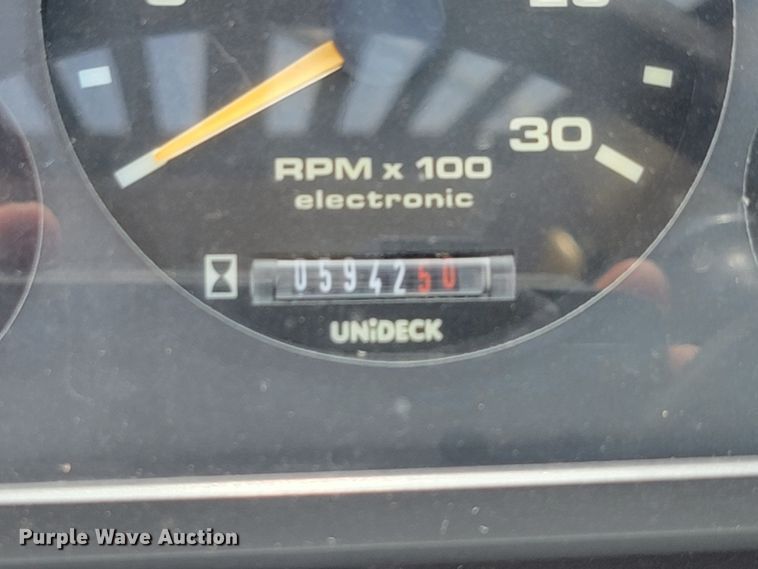 30
RPM x 100
electronic
0594250
UNiDECK
Purple Wave Auction